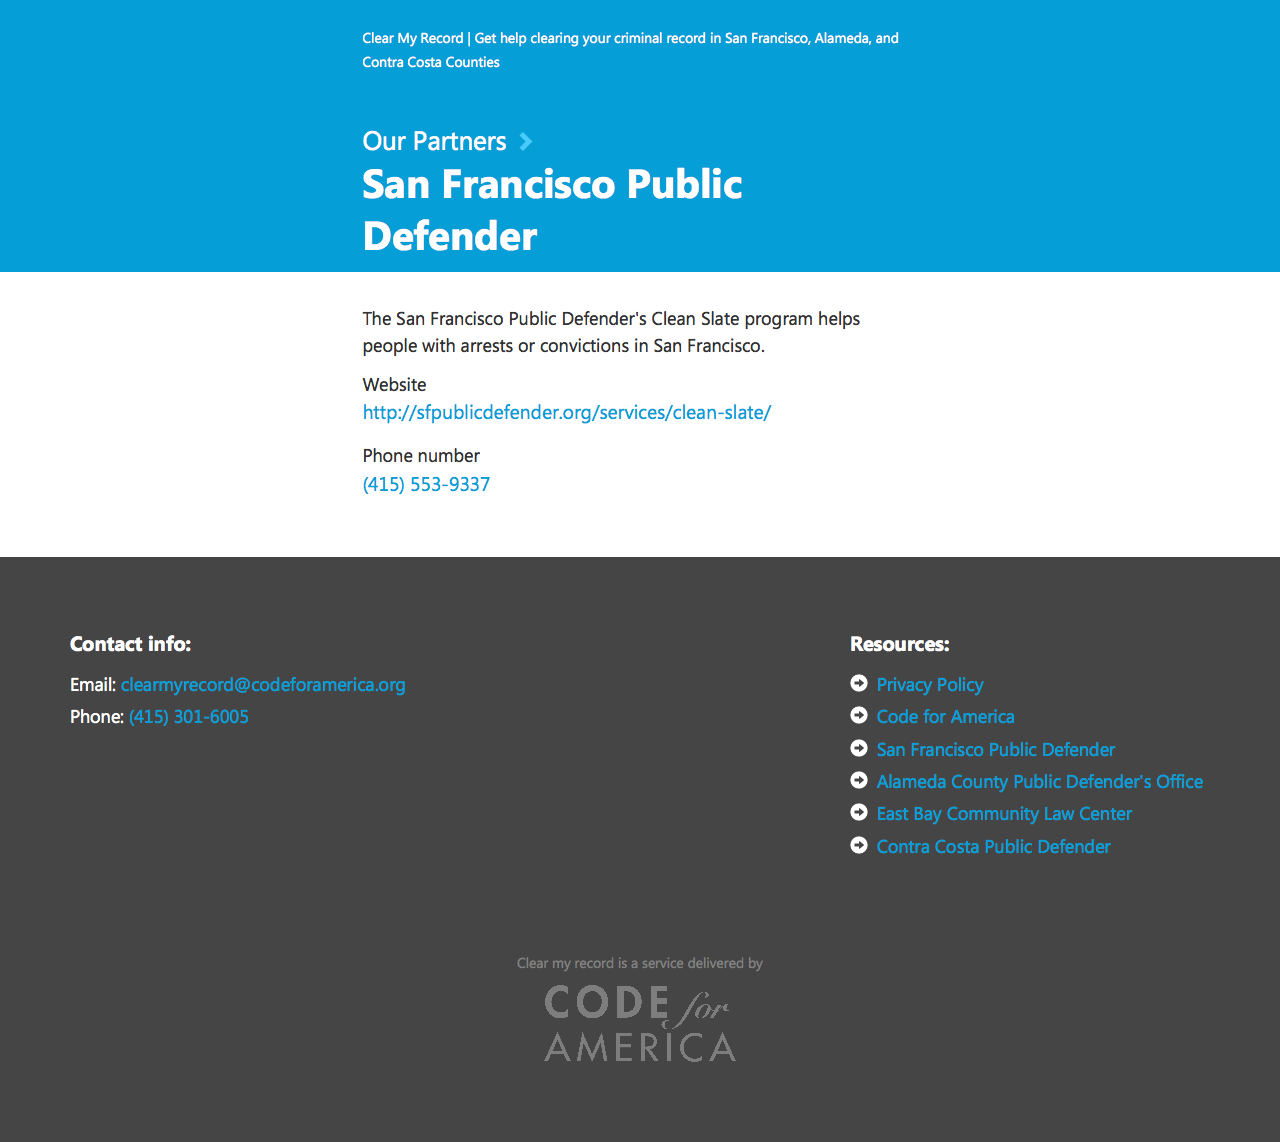 Clear My Record | Get help clearing your criminal record in San Francisco, Alameda, and
Contra Costa Counties
Our Partners
San Francisco Public
Defender
The San Francisco Public Defender's Clean Slate program helps
people with arrests or convictions in San Francisco.
Website
http://sfpublicdefender.org/services/clean-slate/
Phone number
(415) 553-9337
Contact info:
Email: clearmyrecord@codeforamerica.org
Phone: (415) 301-6005
Resources:
Privacy Policy
Code for America
San Francisco Public Defender
Alameda County Public Defender's Office
East Bay Community Law Center
Contra Costa Public Defender
Clear my record is a service delivered by
CODE for
AMERICA